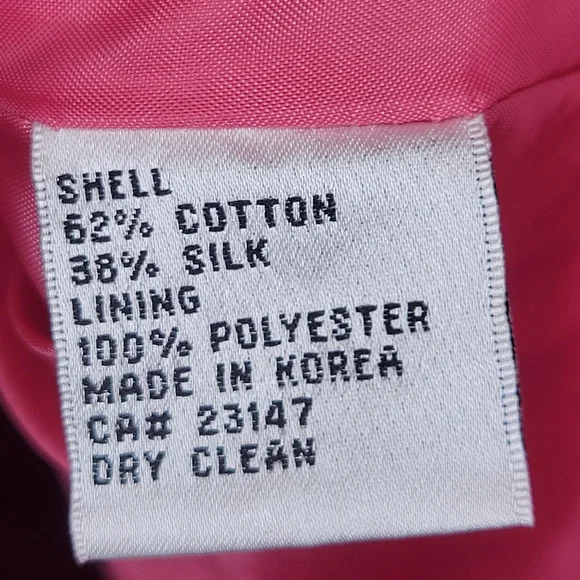 SHELL
62% COTTON
38% SILK
LINING
100% POLYESTER
MADE IN KOREA
CA# 23147
DRY CLEAN